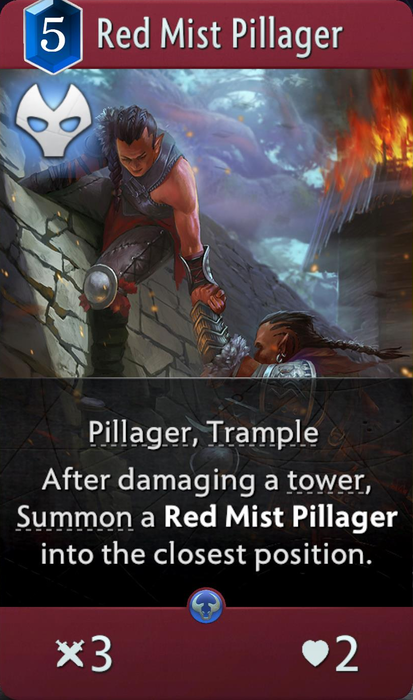 5 Red Mist Pillager
Pillager, Trample
After damaging a tower,
Summon a Red Mist Pillager
into the closest position.
3 2